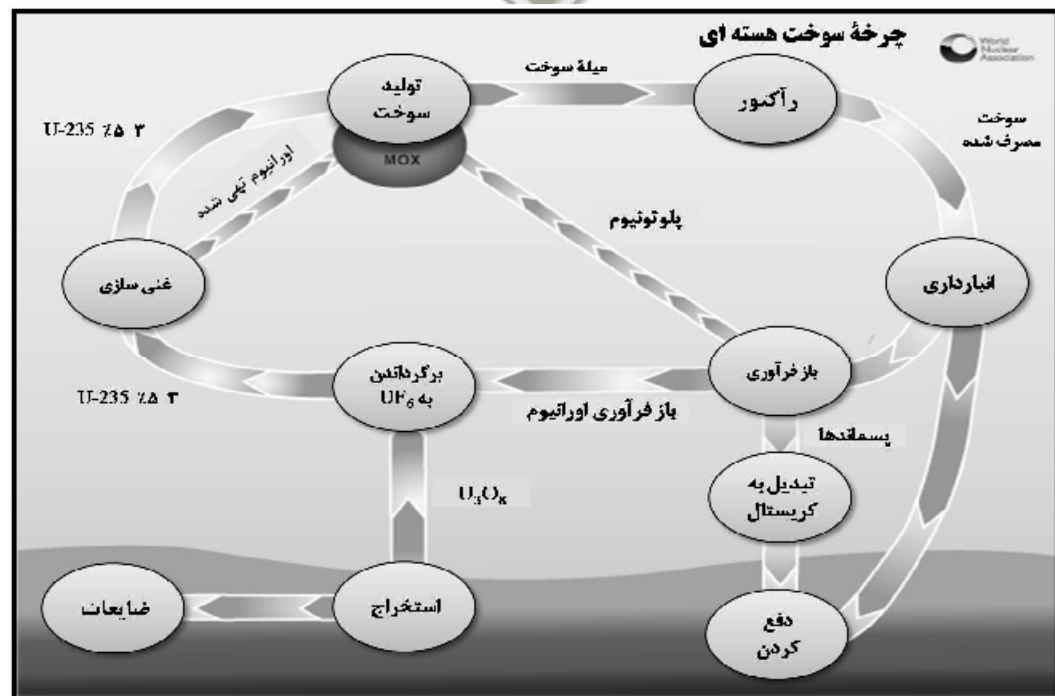 چرخهٔ سوخت هسته ای
World
Nuclear
Association
میلهٔ سوخت
تولید
سوخت
MOX
رآکتور
سوخت
مصرف شده
U-235 ٪۵ ۳
اورانیوم تهی شده
پلوتونیوم
غنی سازی
انبارداری
بازفرآوری
برگرداندن
به UF₆
U-235 ٪۵ ۳
باز فرآوری اورانیوم
پسماندها
تبدیل به
کریستال
U₃O₈
ضایعات
استخراج
دفع
کردن